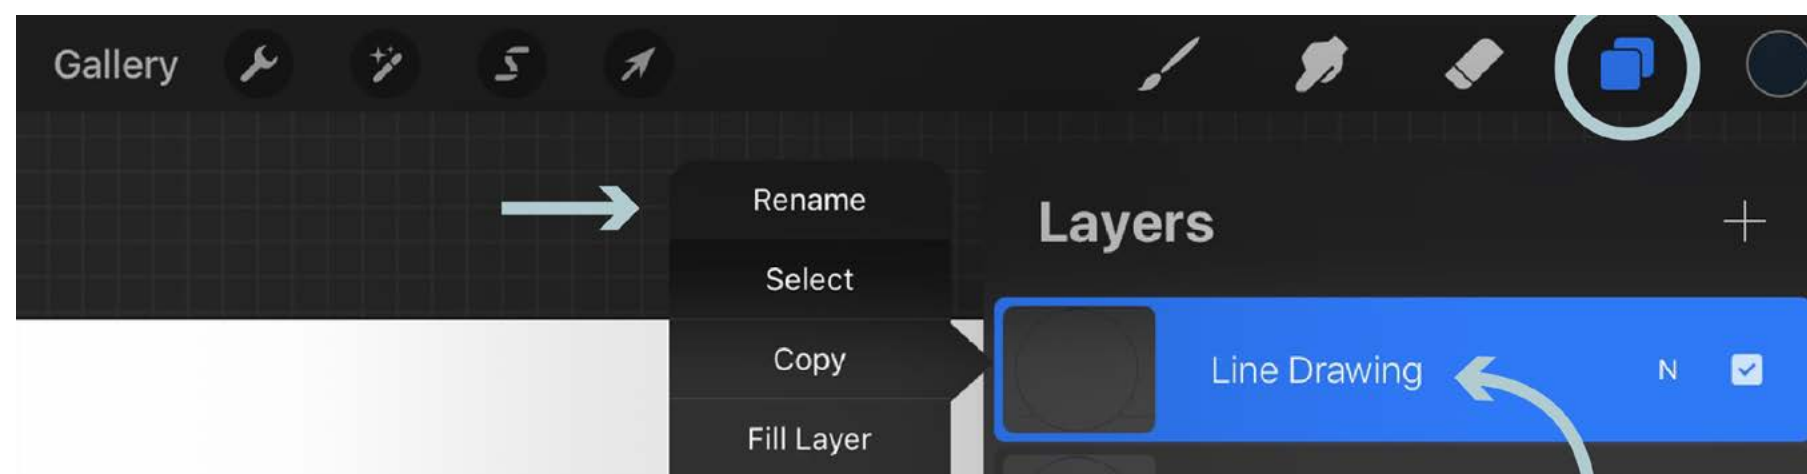 Gallery
Rename
Select
Copy
Fill Layer
Layers
Line Drawing N